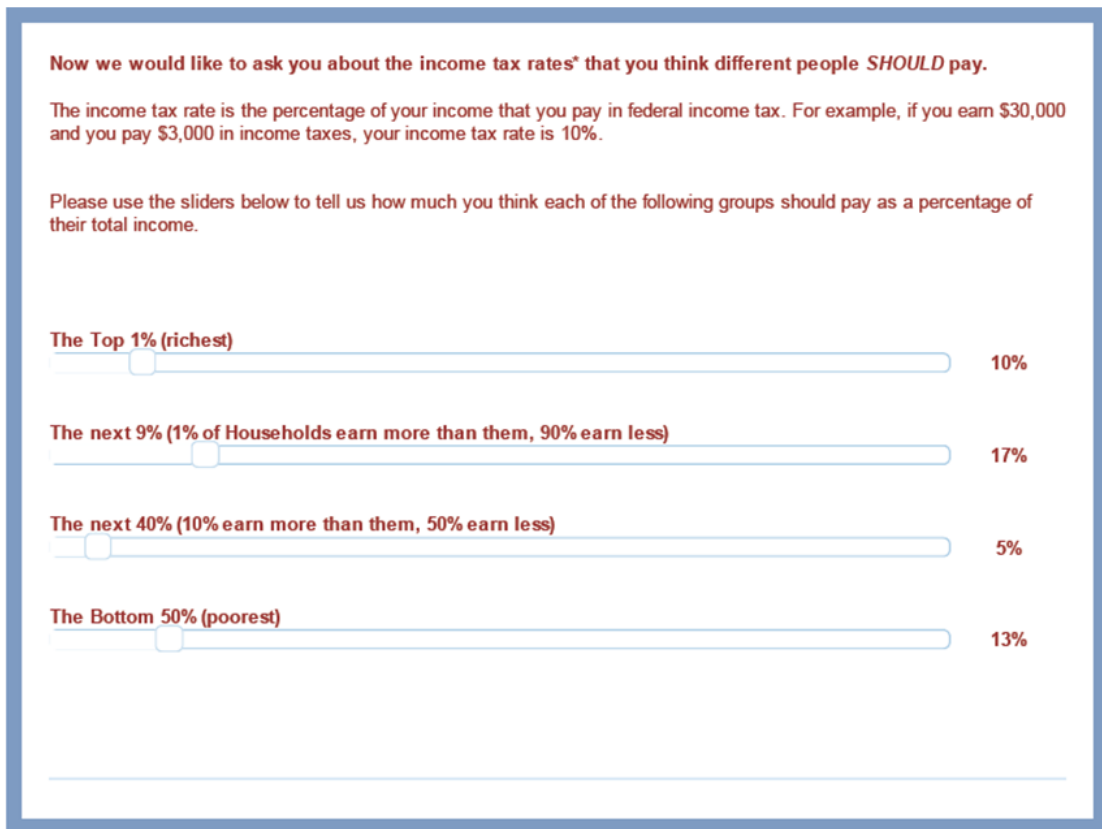 Now we would like to ask you about the income tax rates* that you think different people SHOULD pay.
The income tax rate is the percentage of your income that you pay in federal income tax. For example, if you earn $30,000
and you pay $3,000 in income taxes, your income tax rate is 10%.
Please use the sliders below to tell us how much you think each of the following groups should pay as a percentage of
their total income.
The Top 1% (richest)
10%
The next 9% (1% of Households earn more than them, 90% earn less)
17%
The next 40% (10% earn more than them, 50% earn less)
5%
The Bottom 50% (poorest)
13%